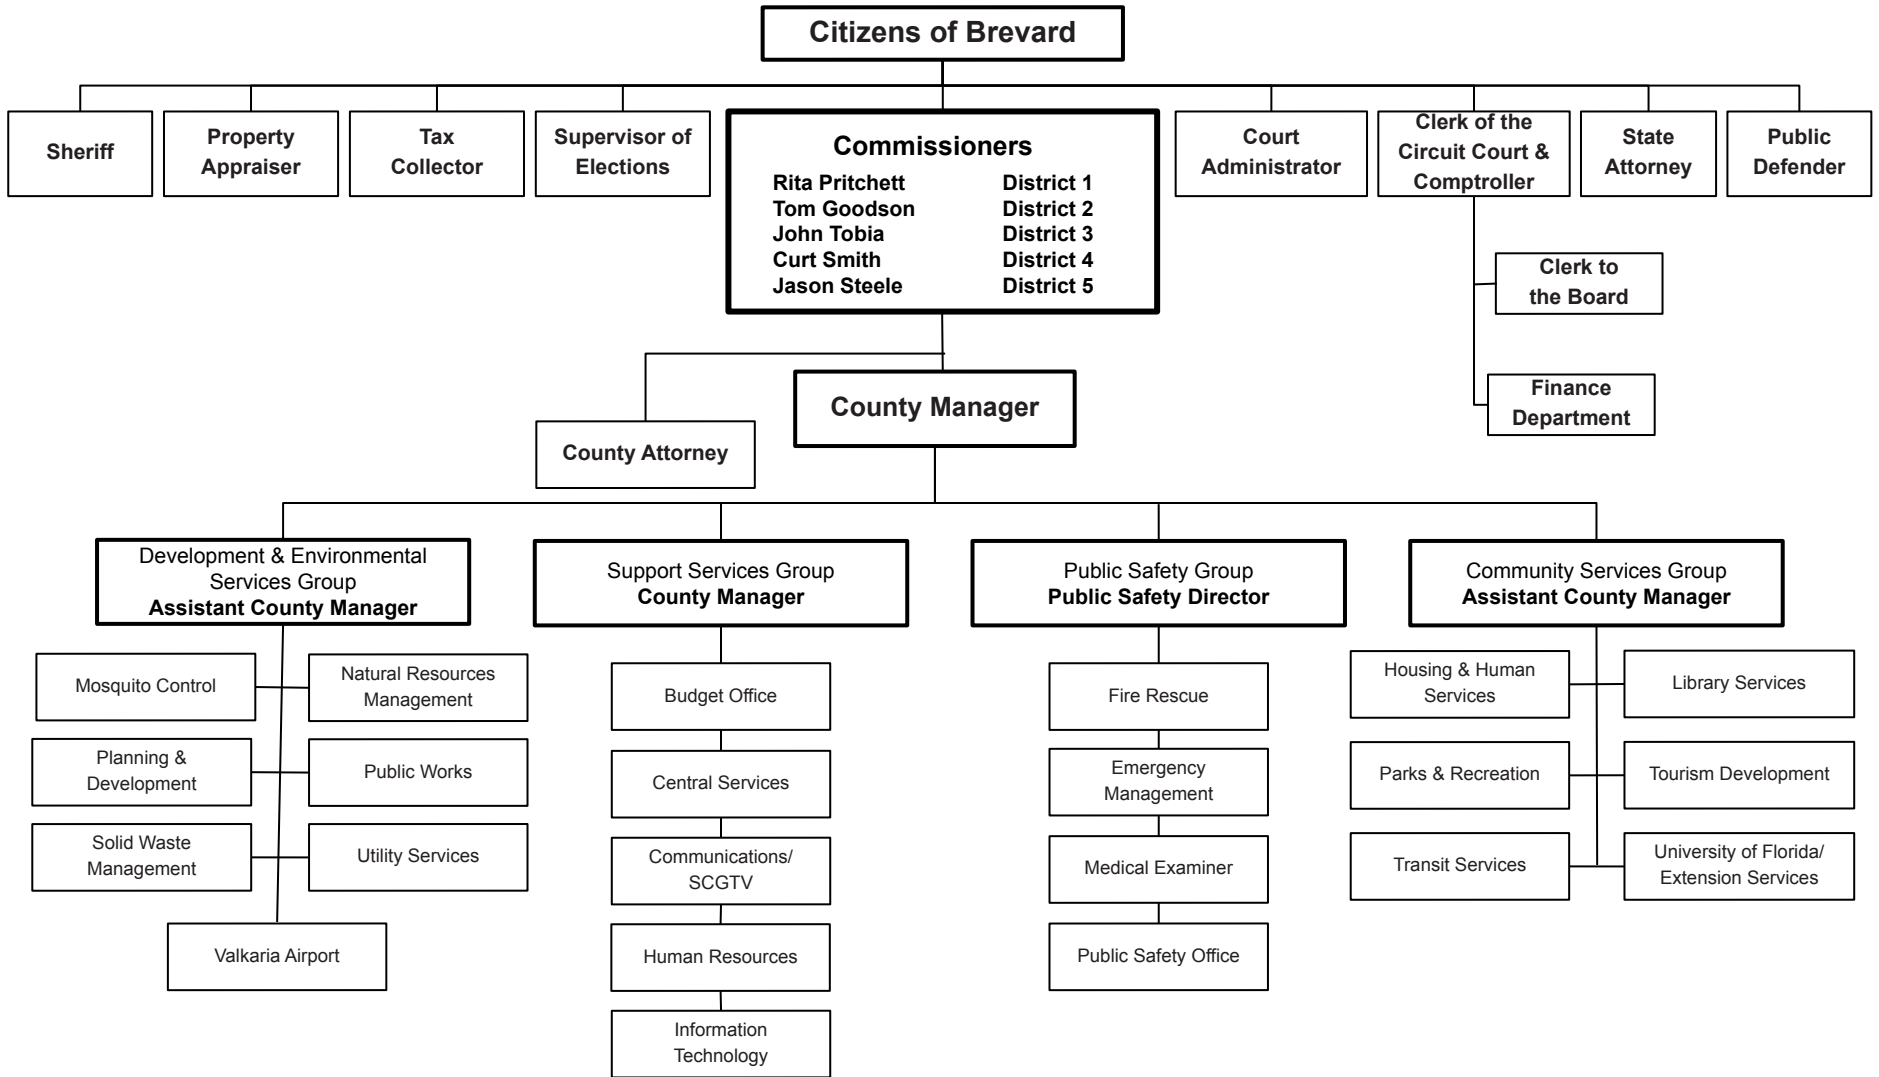 Citizens of Brevard
Sheriff
Property
Appraiser
Tax
Collector
Supervisor of
Elections
Commissioners
Rita Pritchett District 1
Tom Goodson District 2
John Tobia District 3
Curt Smith District 4
Jason Steele District 5
Court
Administrator
Clerk of the
Circuit Court &
Comptroller
State
Attorney
Public
Defender
Clerk to
the Board
Finance
Department
County Manager
County Attorney
Development & Environmental
Services Group
Assistant County Manager
Support Services Group
County Manager
Public Safety Group
Public Safety Director
Community Services Group
Assistant County Manager
Mosquito Control
Natural Resources
Management
Planning &
Development
Public Works
Solid Waste
Management
Utility Services
Valkaria Airport
Budget Office
Central Services
Communications/
SCGTV
Human Resources
Information
Technology
Fire Rescue
Emergency
Management
Medical Examiner
Public Safety Office
Housing & Human
Services
Library Services
Parks & Recreation
Tourism Development
Transit Services
University of Florida/
Extension Services